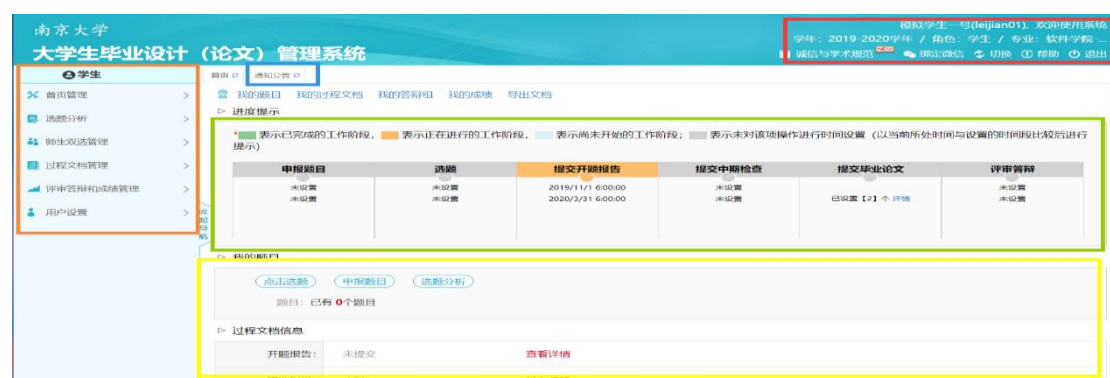 南京大学
大学生毕业设计（论文）管理系统
模拟学生一号(leijian01)，欢迎使用系统
学年：2019-2020学年 / 角色：学生 / 专业：软件学院-...
诚信与学术规范 绑定微信 切换 帮助 退出
学生
首页管理 >
选题分析 >
师生双选管理 >
过程文档管理 >
评审答辩和成绩管理 >
用户设置 >
收起导航
首页 通知公告
我的题目 我的过程文档 我的答辩组 我的成绩 导出文档
进度提示
* 表示已完成的工作阶段， 表示正在进行的工作阶段， 表示尚未开始的工作阶段； 表示未对该项操作进行时间设置（以当前所处时间与设置的时间段比较后进行
提示）
申报题目 选题 提交开题报告 提交中期检查 提交毕业论文 评审答辩
未设置 未设置 2019/11/1 6:00:00 未设置 未设置
未设置 未设置 2020/3/31 6:00:00 未设置 已设置【2】个 详情 未设置
我的题目
点击选题 申报题目 选题分析
题目：已有 0个题目
过程文档信息
开题报告： 未提交 查看详情